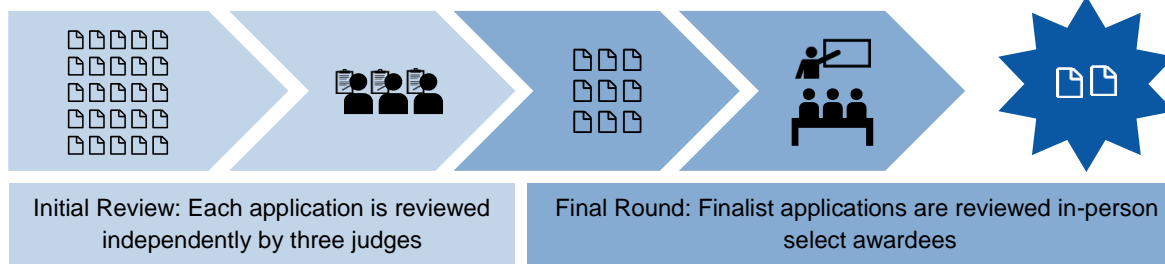 Initial Review: Each application is reviewed
independently by three judges
Final Round: Finalist applications are reviewed in-person
select awardees